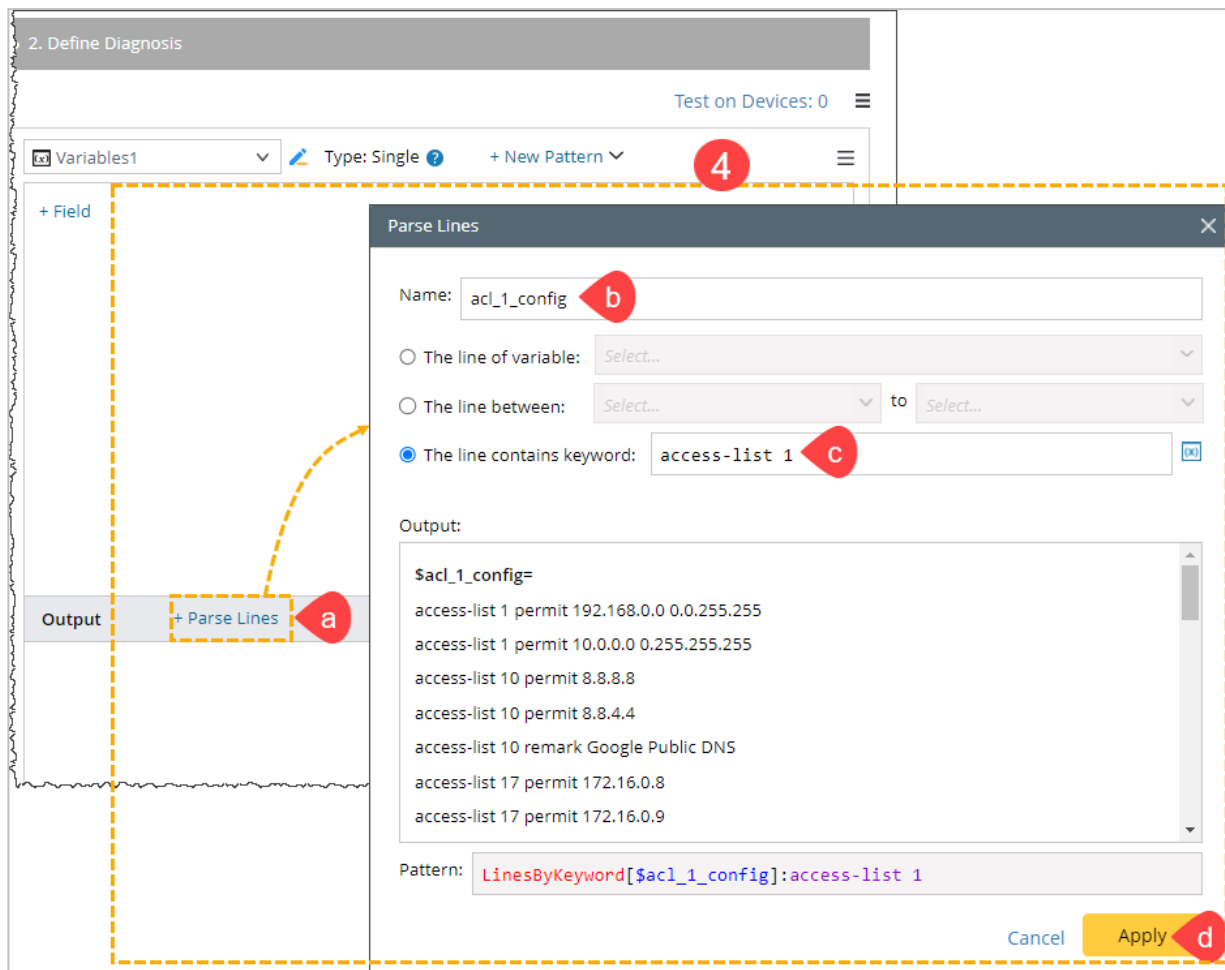 2. Define Diagnosis
Test on Devices: 0
(x) Variables1
Type: Single ?
+ New Pattern
4
+ Field
Parse Lines
Name: acl_1_config
b
The line of variable: Select...
The line between: Select... to Select...
The line contains keyword: access-list 1
c
(x)
Output:
$acl_1_config=
access-list 1 permit 192.168.0.0 0.0.255.255
access-list 1 permit 10.0.0.0 0.255.255.255
access-list 10 permit 8.8.8.8
access-list 10 permit 8.8.4.4
access-list 10 remark Google Public DNS
access-list 17 permit 172.16.0.8
access-list 17 permit 172.16.0.9
Output
+ Parse Lines
a
Pattern: LinesByKeyword[$acl_1_config]:access-list 1
Cancel
Apply
d